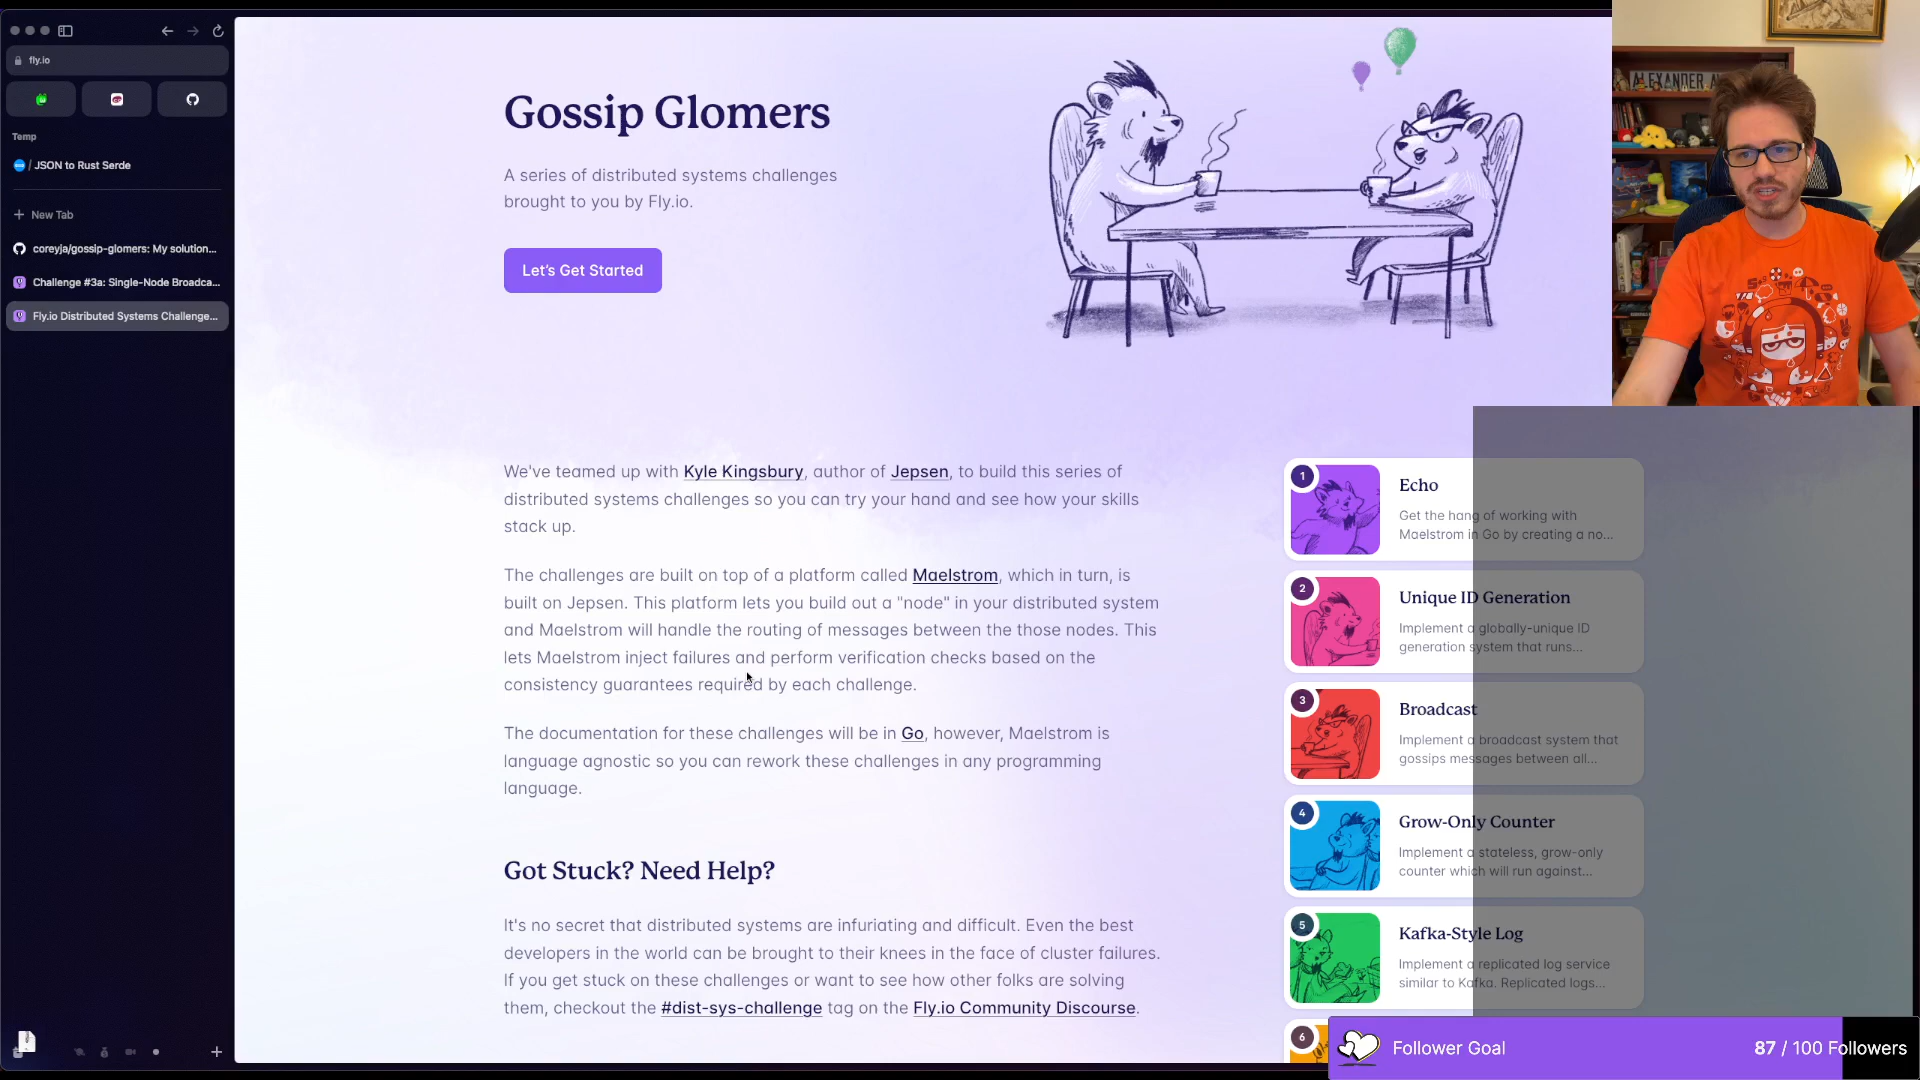 fly.io
Temp
/ JSON to Rust Serde
New Tab
coreyja/gossip-glomers: My solution...
Challenge #3a: Single-Node Broadca...
Fly.io Distributed Systems Challenge...
Gossip Glomers
A series of distributed systems challenges
brought to you by Fly.io.
Let's Get Started
We've teamed up with Kyle Kingsbury, author of Jepsen, to build this series of
distributed systems challenges so you can try your hand and see how your skills
stack up.
The challenges are built on top of a platform called Maelstrom, which in turn, is
built on Jepsen. This platform lets you build out a "node" in your distributed system
and Maelstrom will handle the routing of messages between the those nodes. This
lets Maelstrom inject failures and perform verification checks based on the
consistency guarantees required by each challenge.
The documentation for these challenges will be in Go, however, Maelstrom is
language agnostic so you can rework these challenges in any programming
language.
Got Stuck? Need Help?
It's no secret that distributed systems are infuriating and difficult. Even the best
developers in the world can be brought to their knees in the face of cluster failures.
If you get stuck on these challenges or want to see how other folks are solving
them, checkout the #dist-sys-challenge tag on the Fly.io Community Discourse.
1
Echo
Get the hang of working with
Maelstrom in Go by creating a no...
2
Unique ID Generation
Implement a globally-unique ID
generation system that runs...
3
Broadcast
Implement a broadcast system that
gossips messages between all...
4
Grow-Only Counter
Implement a stateless, grow-only
counter which will run against...
5
Kafka-Style Log
Implement a replicated log service
similar to Kafka. Replicated logs...
6
ALEXANDER
Follower Goal
87 / 100 Followers